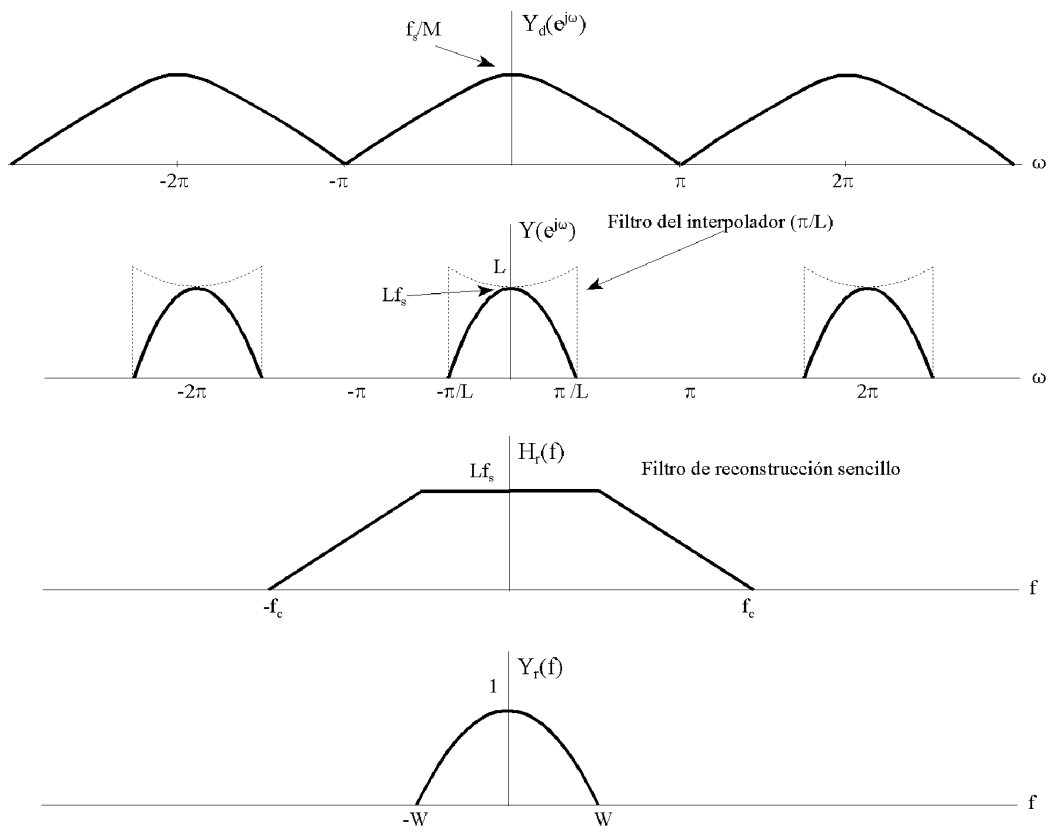 Y_d(e^{jω})
f_s/M
-2π -π π 2π ω
Y(e^{jω})
Filtro del interpolador (π/L)
L
Lf_s
-2π -π -π/L π/L π 2π ω
H_r(f)
Lf_s
Filtro de reconstrucción sencillo
-f_c f_c f
Y_r(f)
1
-W W f